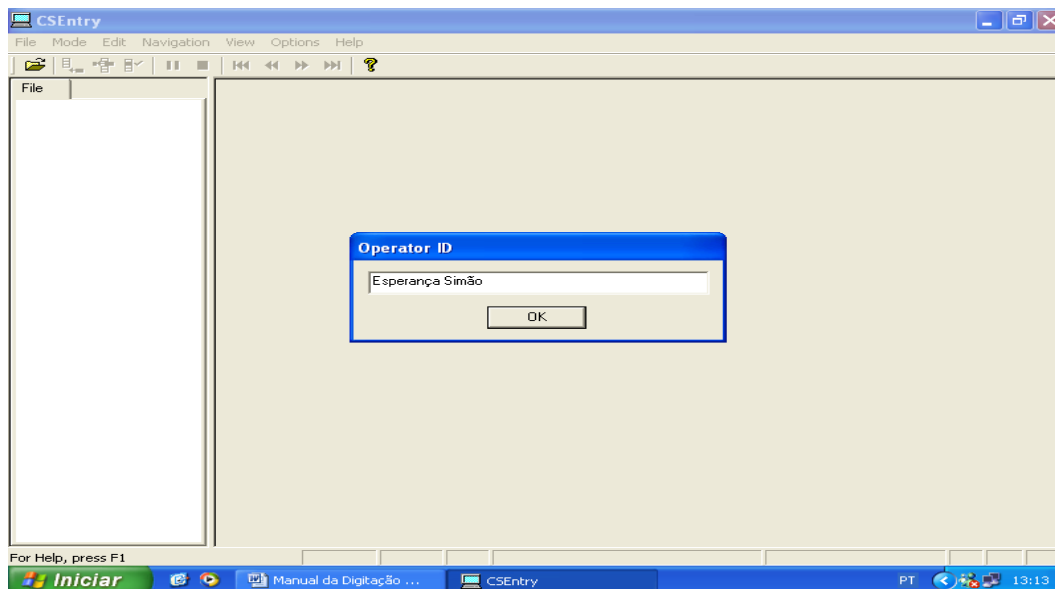 CSEntry
File Mode Edit Navigation View Options Help
File
Operator ID
Esperança Simão
OK
For Help, press F1
Iniciar Manual da Digitação ... CSEntry PT 13:13